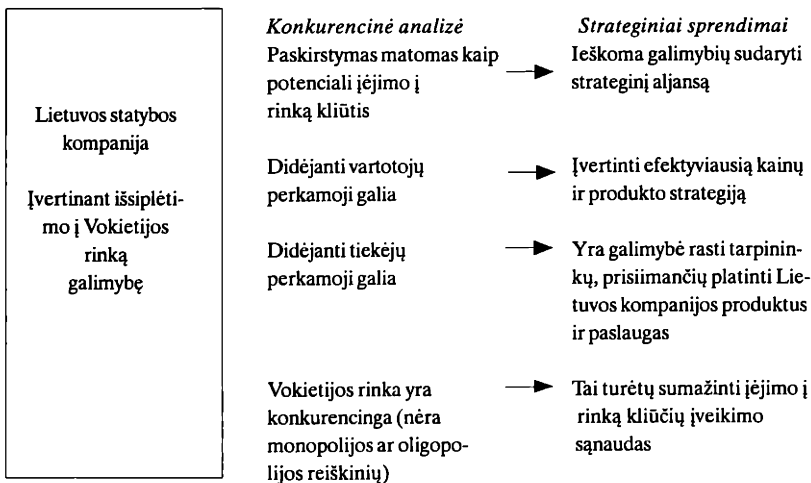 Lietuvos statybos
kompanija
Įvertinant išsiplėti-
mo į Vokietijos
rinką
galimybę
Konkurencinė analizė
Paskirstymas matomas kaip
potenciali įėjimo į
rinką kliūtis
Didėjanti vartotojų
perkamoji galia
Didėjanti tiekėjų
perkamoji galia
Vokietijos rinka yra
konkurencinga (nėra
monopolijos ar oligopo-
lijos reiškinių)
Strateginiai sprendimai
Ieškoma galimybių sudaryti
strateginį aljansą
Įvertinti efektyviausią kainų
ir produkto strategiją
Yra galimybė rasti tarpinin-
kų, prisiimančių platinti Lie-
tuvos kompanijos produktus
ir paslaugas
Tai turėtų sumažinti įėjimo į
rinką kliūčių įveikimo
sąnaudas